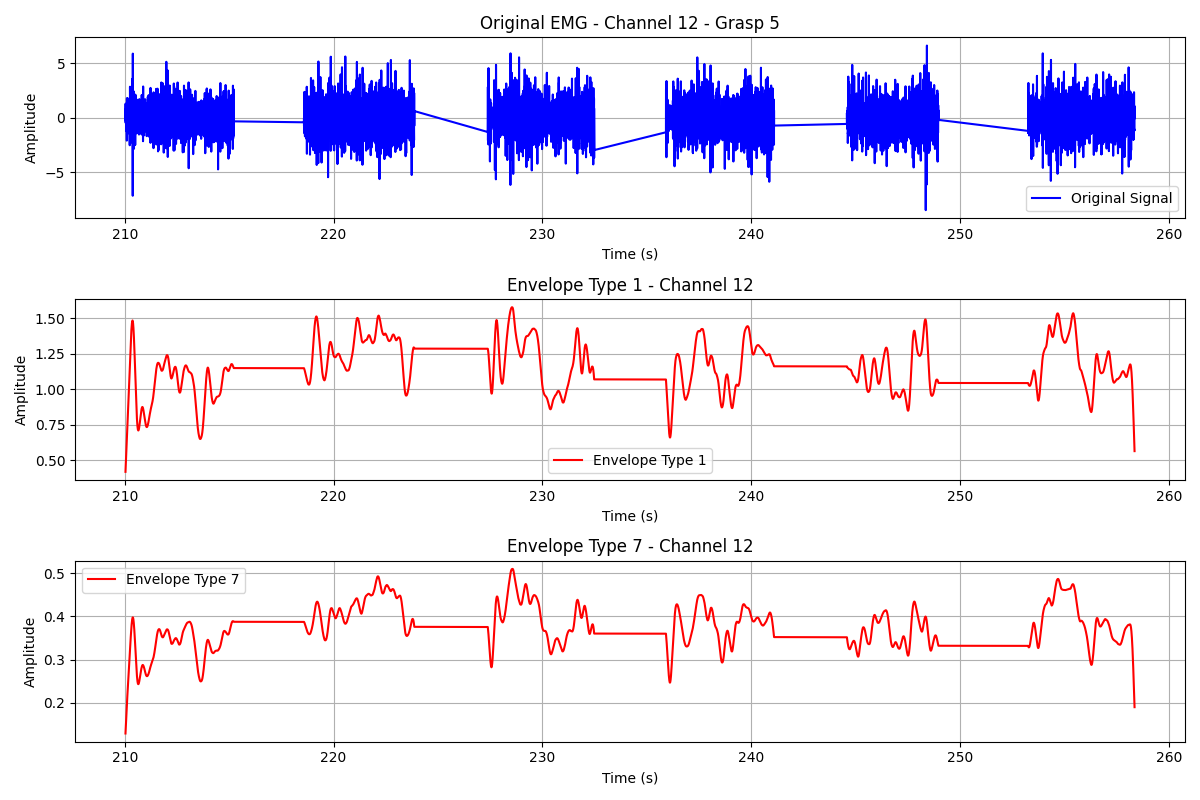 Original EMG - Channel 12 - Grasp 5
Amplitude
5
0
−5
Original Signal
210 220 230 240 250 260
Time (s)
Envelope Type 1 - Channel 12
Amplitude
1.50
1.25
1.00
0.75
0.50
Envelope Type 1
210 220 230 240 250 260
Time (s)
Envelope Type 7 - Channel 12
Amplitude
0.5
0.4
0.3
0.2
Envelope Type 7
210 220 230 240 250 260
Time (s)